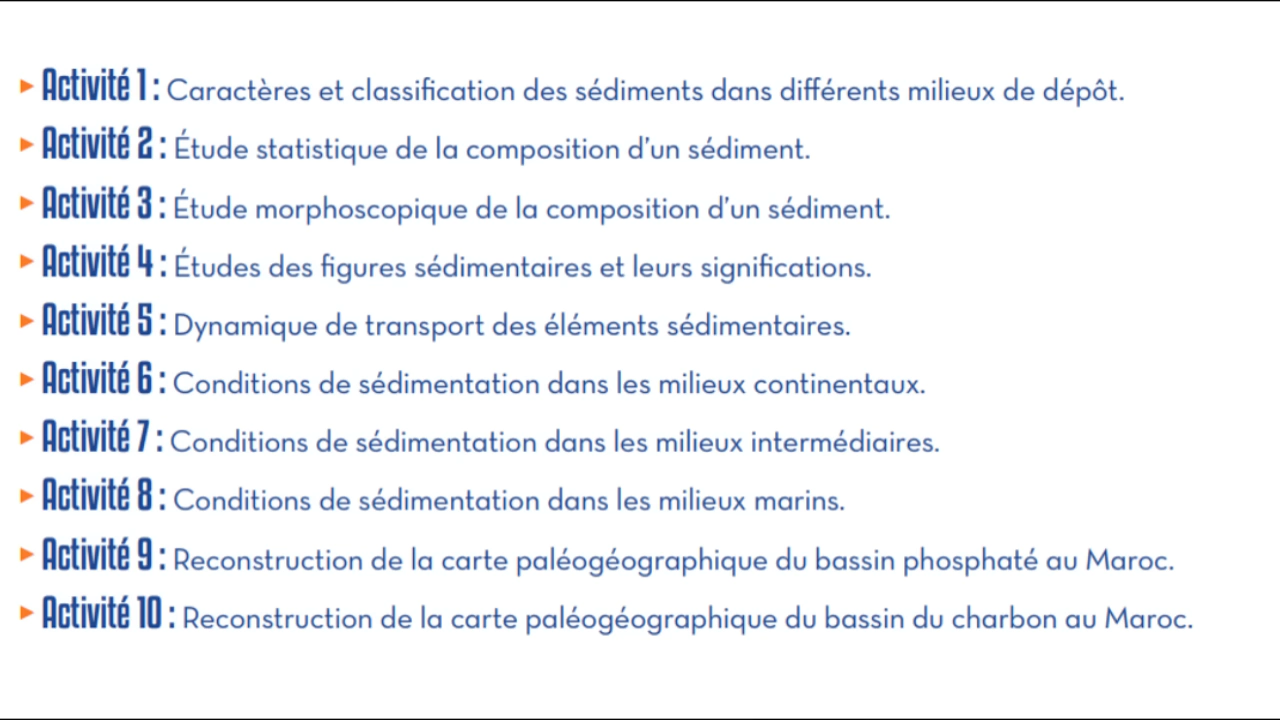 Activité 1 : Caractères et classification des sédiments dans différents milieux de dépôt.
Activité 2 : Étude statistique de la composition d'un sédiment.
Activité 3 : Étude morphoscopique de la composition d'un sédiment.
Activité 4 : Études des figures sédimentaires et leurs significations.
Activité 5 : Dynamique de transport des éléments sédimentaires.
Activité 6 : Conditions de sédimentation dans les milieux continentaux.
Activité 7 : Conditions de sédimentation dans les milieux intermédiaires.
Activité 8 : Conditions de sédimentation dans les milieux marins.
Activité 9 : Reconstruction de la carte paléogéographique du bassin phosphaté au Maroc.
Activité 10 : Reconstruction de la carte paléogéographique du bassin du charbon au Maroc.